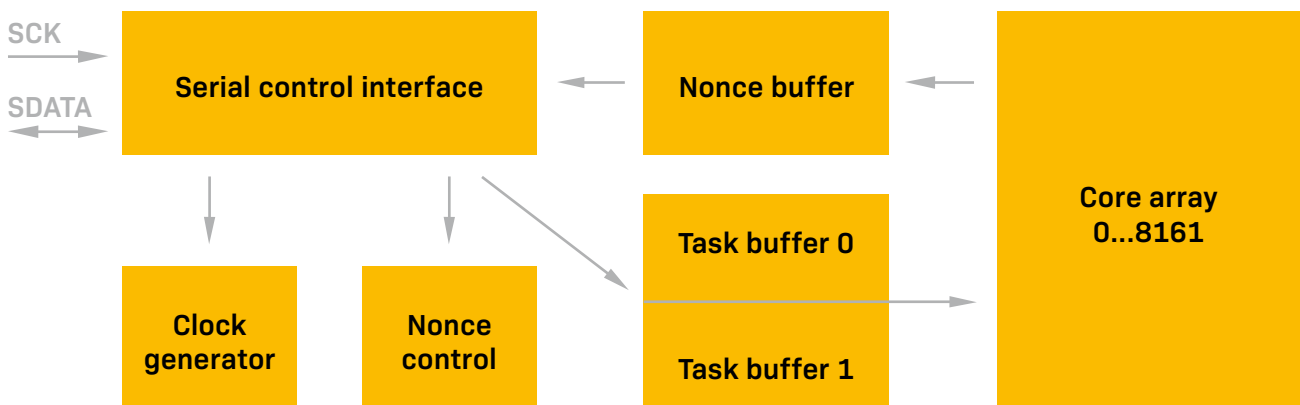 SCK
SDATA
Serial control interface
Nonce buffer
Core array
0...8161
Task buffer 0
Task buffer 1
Clock
generator
Nonce
control